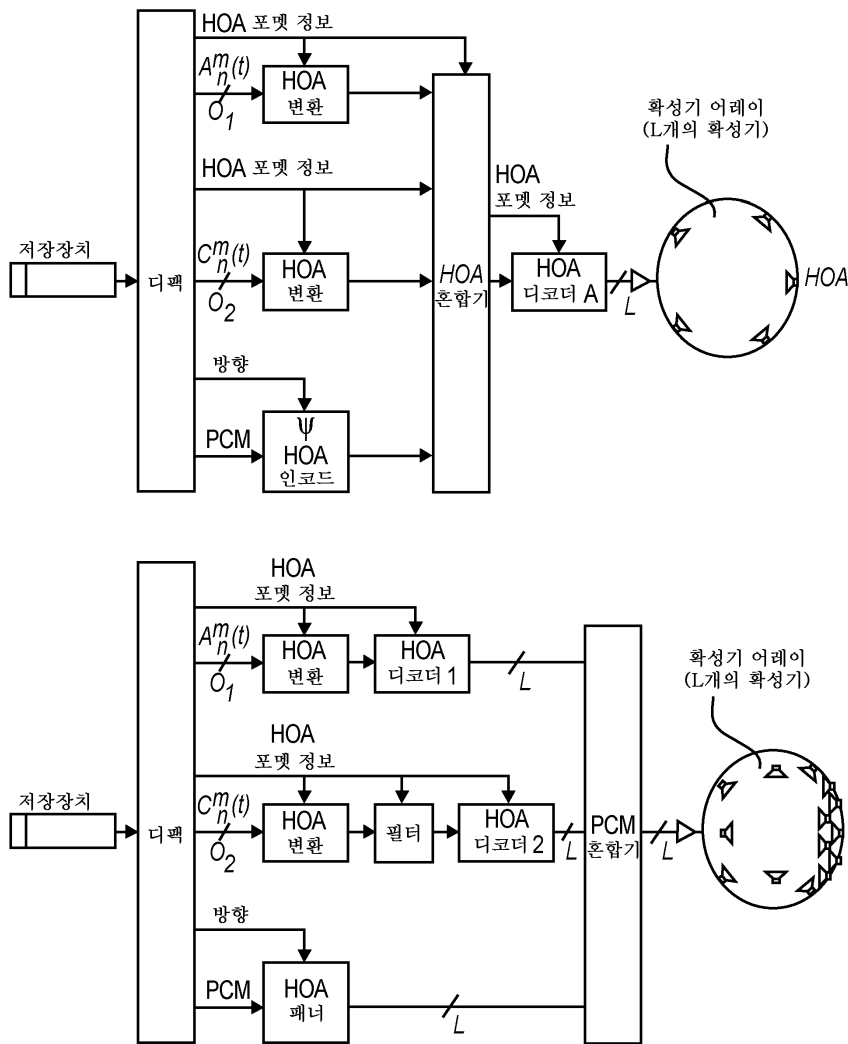 HOA 포멧 정보
A^m_n(t)
O_1
HOA
변환
확성기 어레이
(L개의 확성기)
HOA 포멧 정보
HOA
포멧 정보
저장장치
디팩
C^m_n(t)
O_2
HOA
변환
HOA
혼합기
HOA
디코더 A
L
HOA
방향
PCM
Ψ
HOA
인코드
HOA
포멧 정보
A^m_n(t)
O_1
HOA
변환
HOA
디코더 1
L
확성기 어레이
(L개의 확성기)
HOA
포멧 정보
저장장치
디팩
C^m_n(t)
O_2
HOA
변환
필터
HOA
디코더 2
L
PCM
혼합기
L
방향
PCM
HOA
패너
L